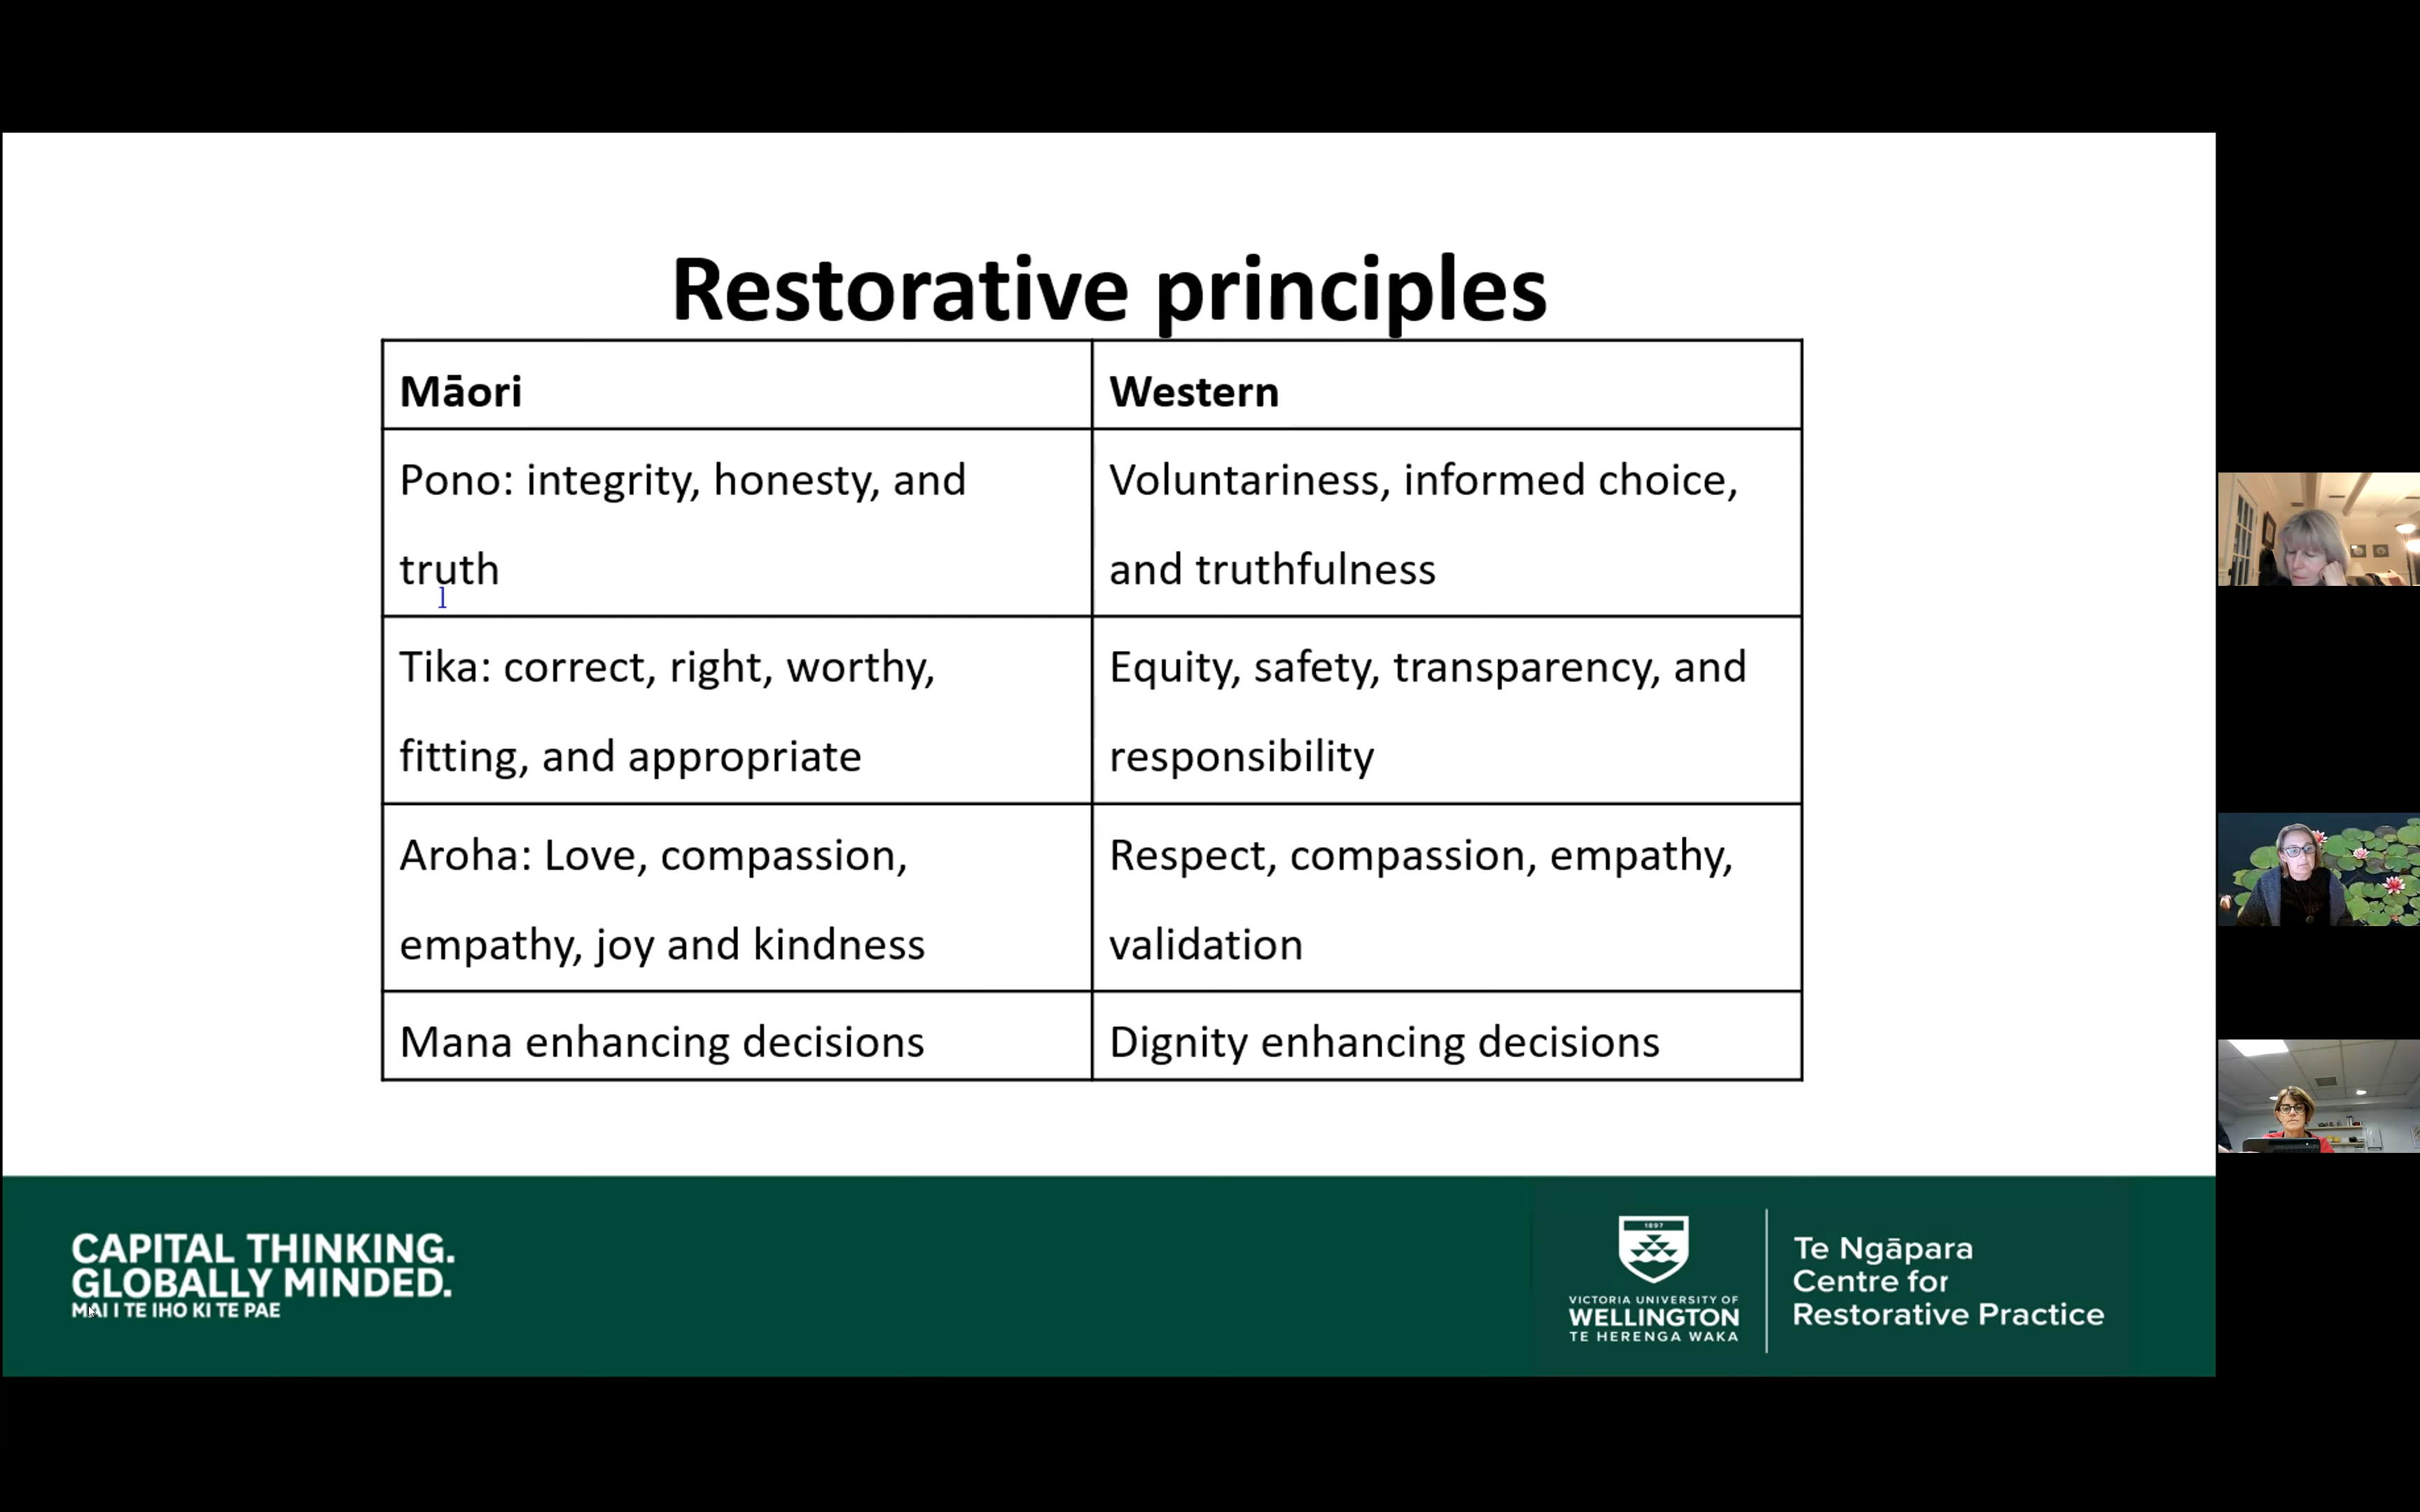 Restorative principles
Māori
Western
Pono: integrity, honesty, and
truth
Voluntariness, informed choice,
and truthfulness
Tika: correct, right, worthy,
fitting, and appropriate
Equity, safety, transparency, and
responsibility
Aroha: Love, compassion,
empathy, joy and kindness
Respect, compassion, empathy,
validation
Mana enhancing decisions
Dignity enhancing decisions
CAPITAL THINKING.
GLOBALLY MINDED.
MAI I TE IHO KI TE PAE
1897
VICTORIA UNIVERSITY OF
WELLINGTON
TE HERENGA WAKA
Te Ngāpara
Centre for
Restorative Practice